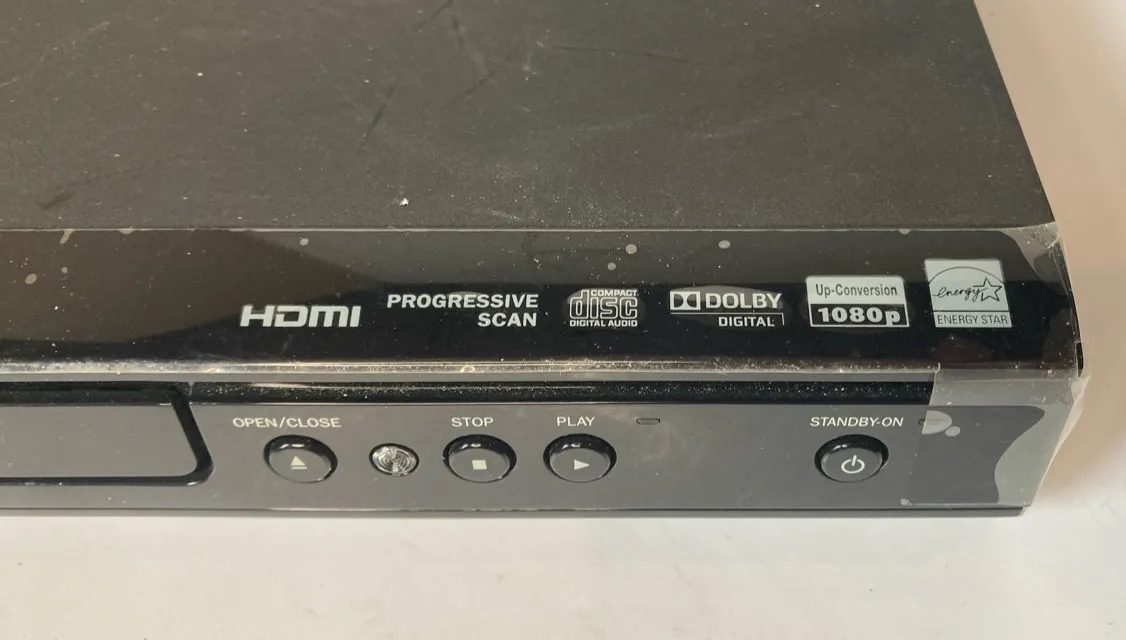 HDMI
PROGRESSIVE
SCAN
COMPACT
disc
DIGITAL AUDIO
DOLBY
DIGITAL
Up-Conversion
1080p
energy
ENERGY STAR
OPEN/CLOSE
STOP
PLAY
STANDBY-ON